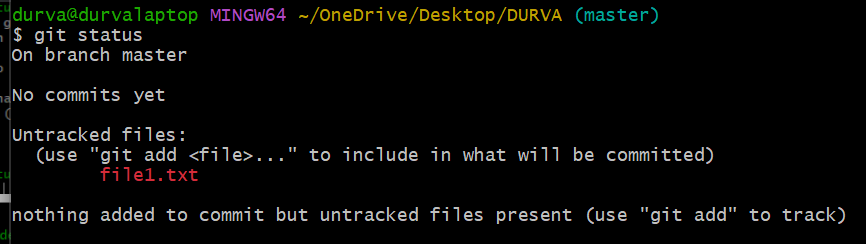 durva@durvalaptop MINGW64 ~/OneDrive/Desktop/DURVA (master)
$ git status
On branch master
No commits yet
Untracked files:
(use "git add <file>..." to include in what will be committed)
file1.txt
nothing added to commit but untracked files present (use "git add" to track)